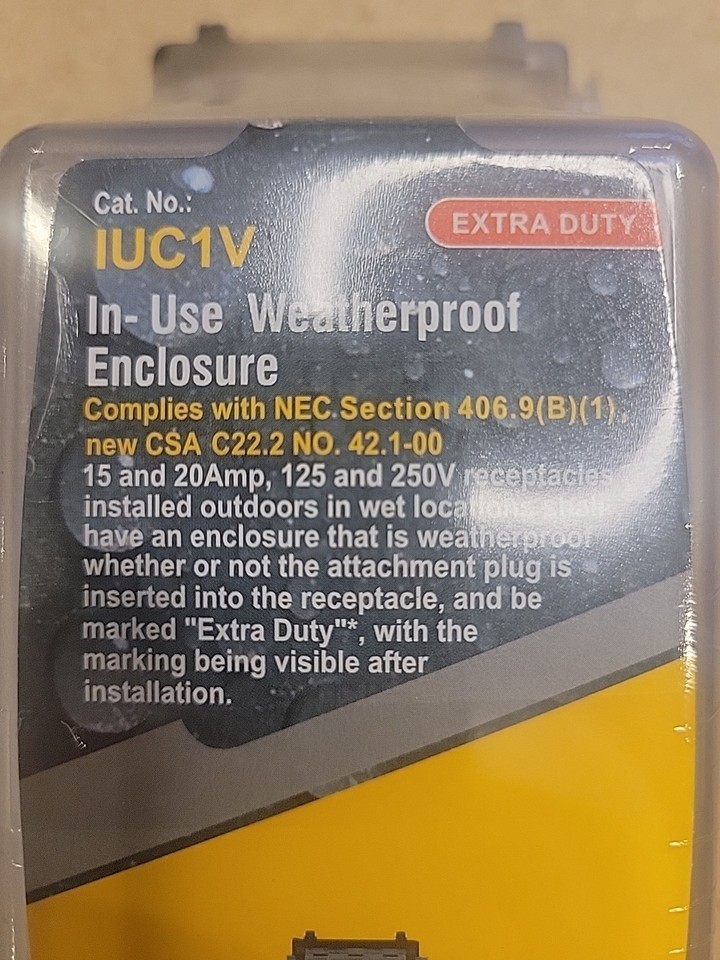 Cat. No.:
IUC1V
EXTRA DUTY
In- Use Weatherproof
Enclosure
Complies with NEC Section 406.9(B)(1),
new CSA C22.2 NO. 42.1-00
15 and 20Amp, 125 and 250V receptacles
installed outdoors in wet locations shall
have an enclosure that is weatherproof
whether or not the attachment plug is
inserted into the receptacle, and be
marked "Extra Duty"*, with the
marking being visible after
installation.